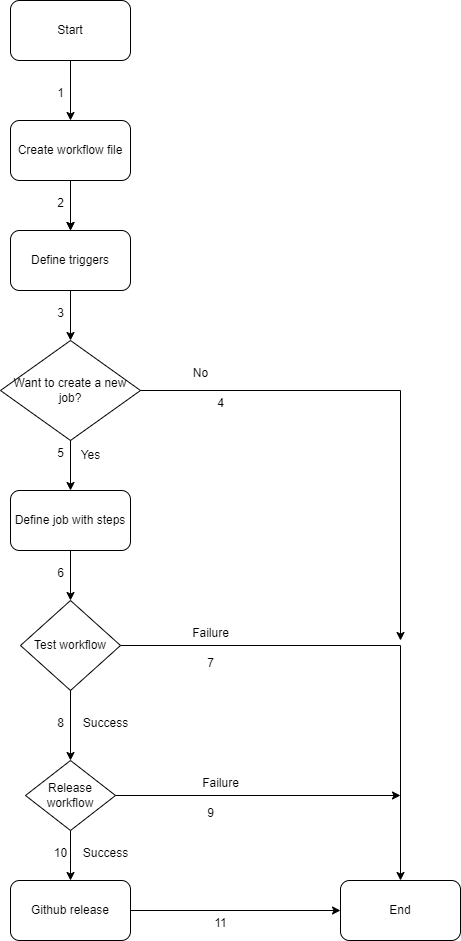 Start
1
Create workflow file
2
Define triggers
3
Want to create a new
job?
No
4
5
Yes
Define job with steps
6
Test workflow
Failure
7
8
Success
Release
workflow
Failure
9
10
Success
Github release
11
End